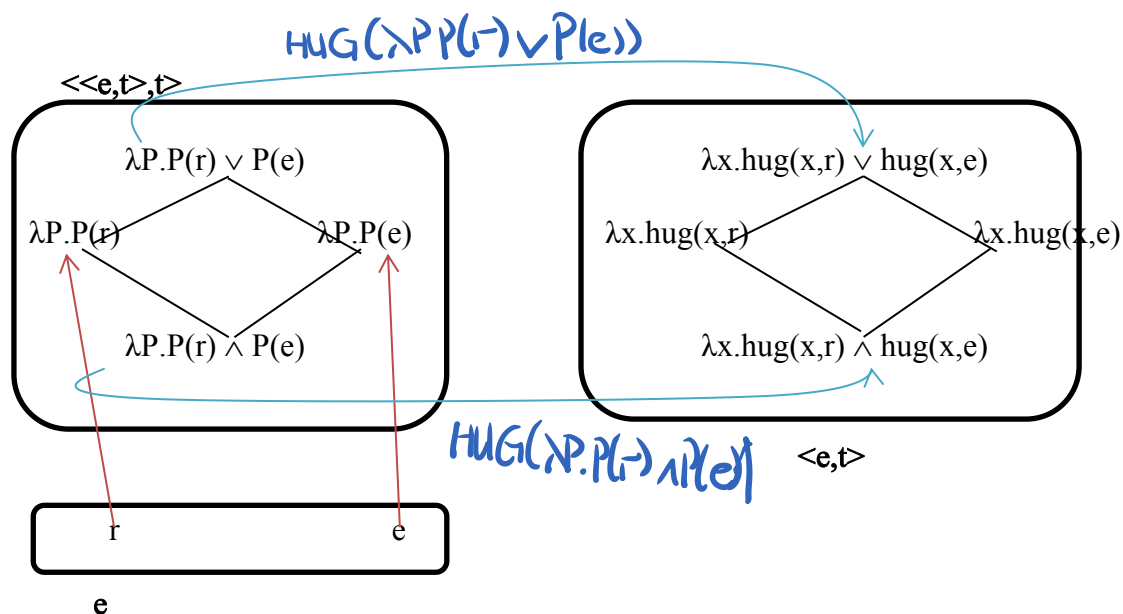 HUG(λP P(r) ∨ P(e))
<<e,t>,t>
λP.P(r) ∨ P(e)
λx.hug(x,r) ∨ hug(x,e)
λP.P(r)
λP.P(e)
λx.hug(x,r)
λx.hug(x,e)
λP.P(r) ∧ P(e)
λx.hug(x,r) ∧ hug(x,e)
HUG(λP.P(r) ∧ P(e))
<e,t>
r
e
e